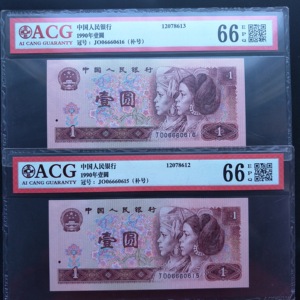 ACG
AI CANG GUARANTY
中国人民银行 12078613
1990年壹圆
冠号：JO06660616（补号）
66 EPQ
中国人民银行
壹圆
1
1
JO06660616
ACG
AI CANG GUARANTY
中国人民银行 12078612
1990年壹圆
冠号：JO06660615（补号）
66 EPQ
中国人民银行
壹圆
1
1
JO06660615